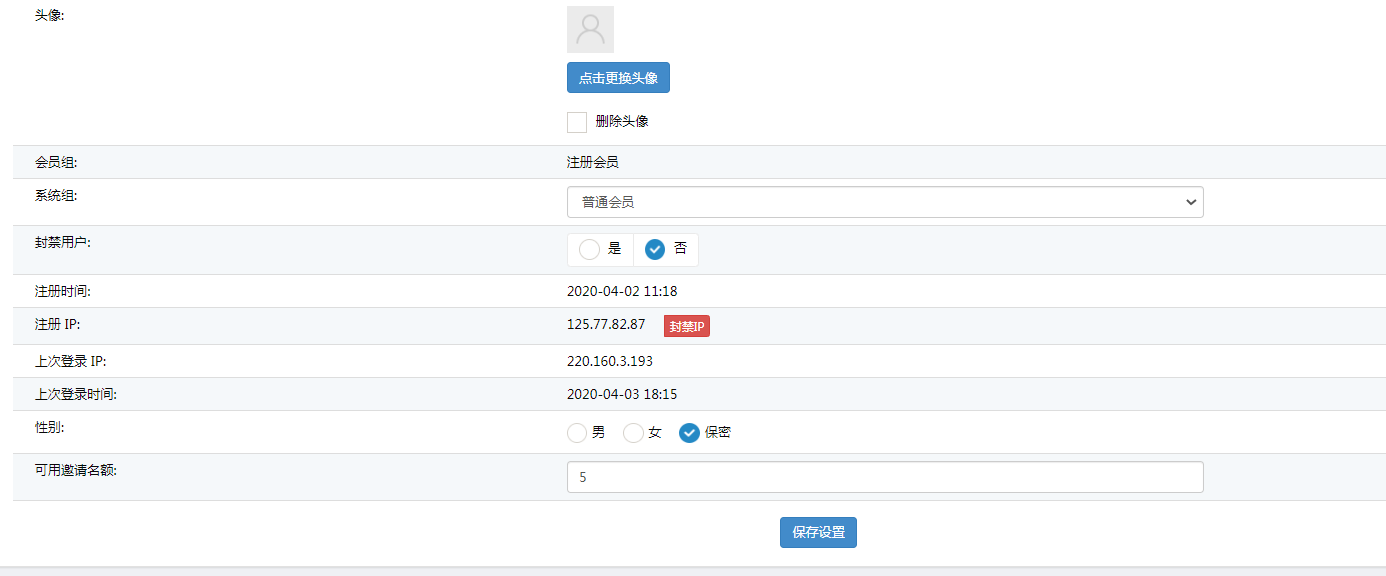 头像:
点击更换头像
删除头像
会员组: 注册会员
系统组: 普通会员
封禁用户: 是 否
注册时间: 2020-04-02 11:18
注册 IP: 125.77.82.87 封禁IP
上次登录 IP: 220.160.3.193
上次登录时间: 2020-04-03 18:15
性别: 男 女 保密
可用邀请名额: 5
保存设置